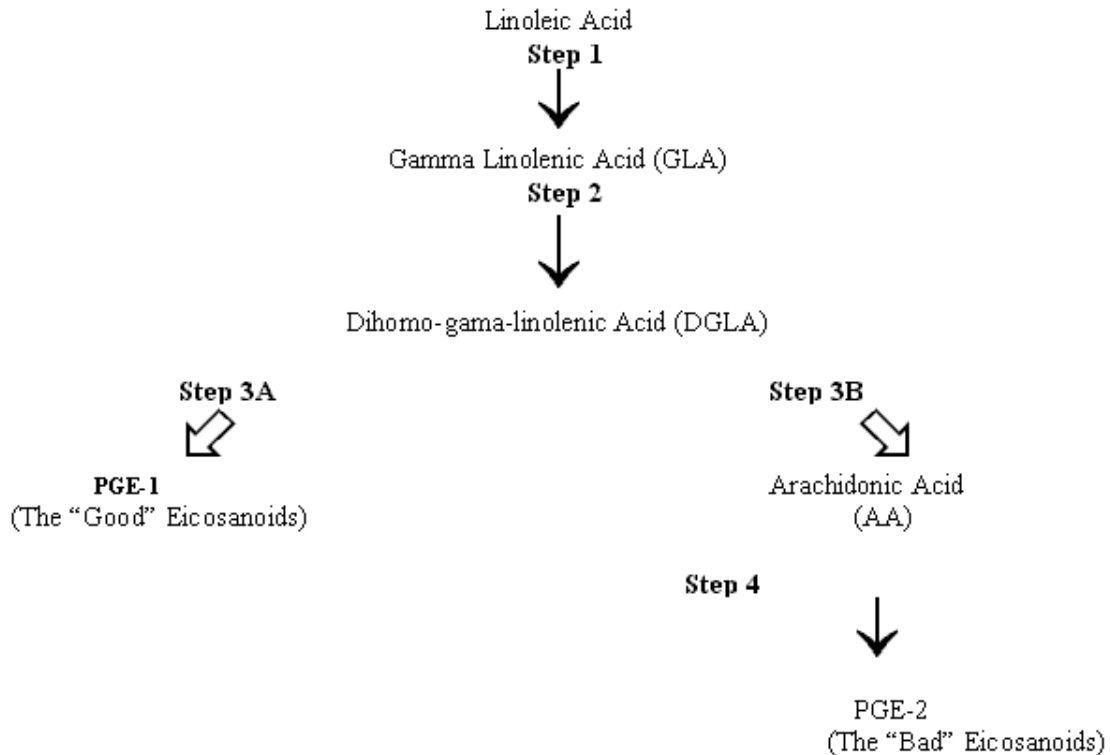 Linoleic Acid
Step 1
Gamma Linolenic Acid (GLA)
Step 2
Dihomo-gama-linolenic Acid (DGLA)
Step 3A
Step 3B
PGE-1
(The “Good” Eicosanoids)
Arachidonic Acid
(AA)
Step 4
PGE-2
(The “Bad” Eicosanoids)